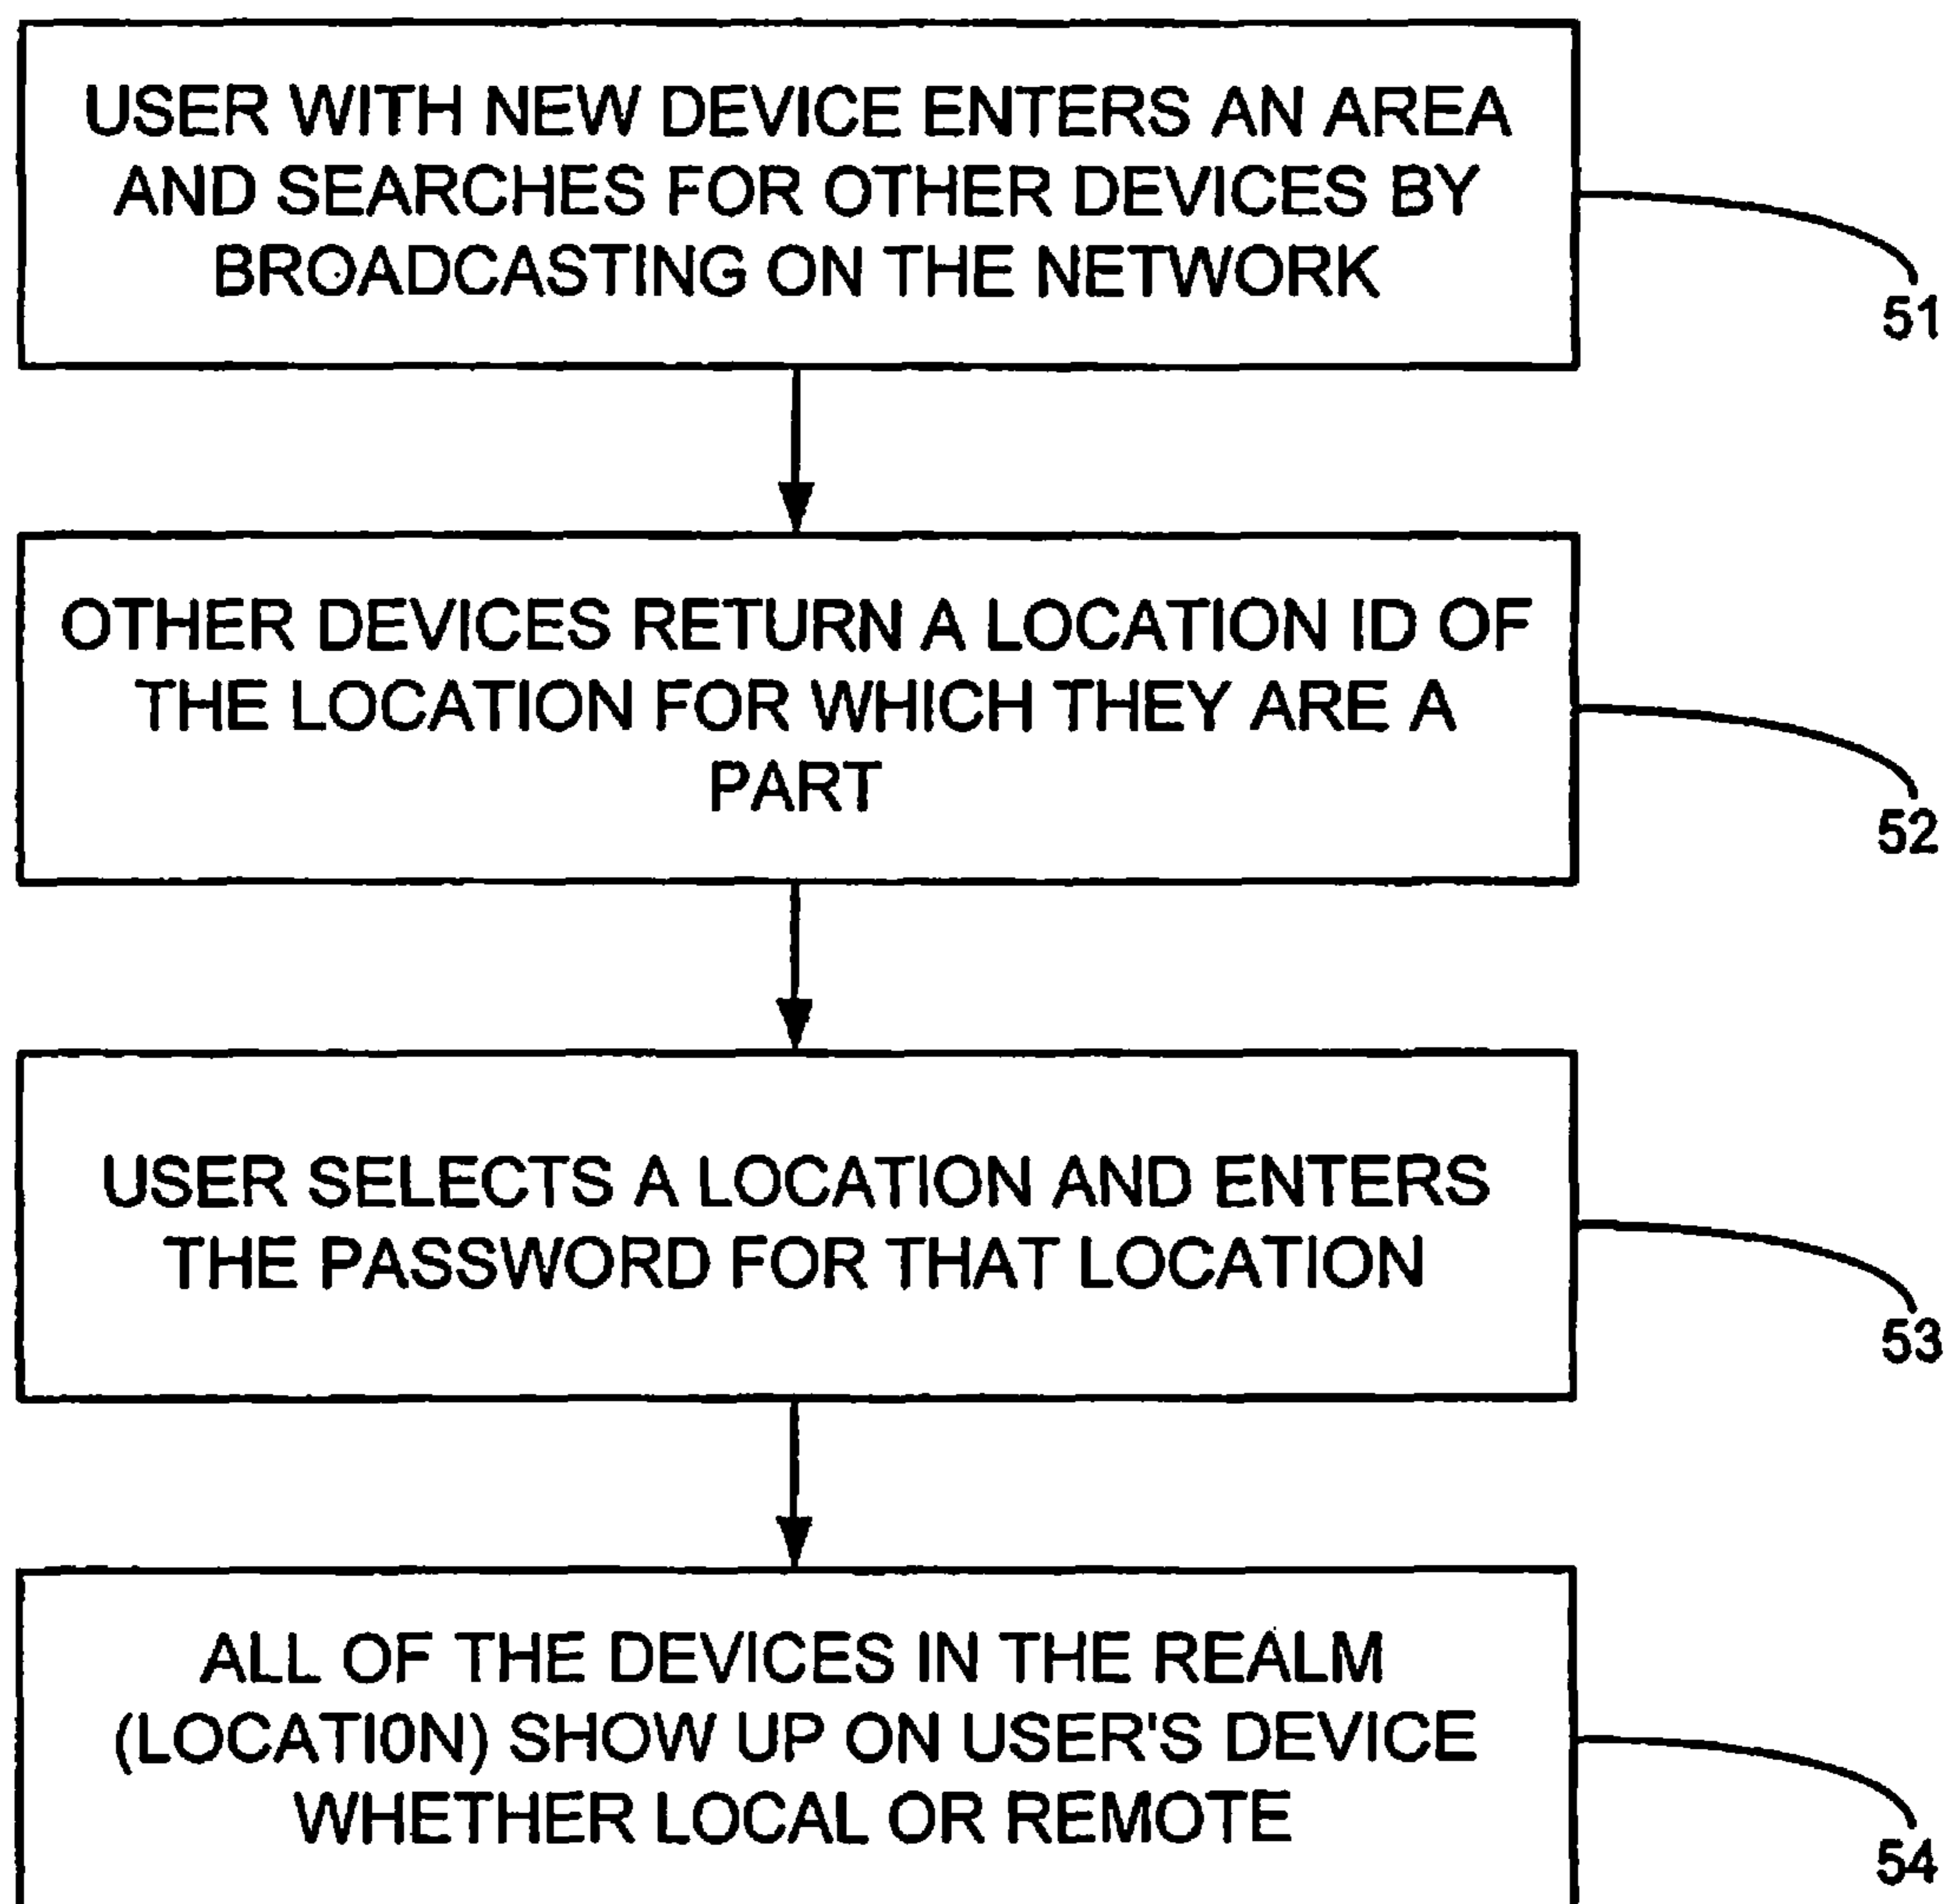 USER WITH NEW DEVICE ENTERS AN AREA
AND SEARCHES FOR OTHER DEVICES BY
BROADCASTING ON THE NETWORK
51
OTHER DEVICES RETURN A LOCATION ID OF
THE LOCATION FOR WHICH THEY ARE A
PART
52
USER SELECTS A LOCATION AND ENTERS
THE PASSWORD FOR THAT LOCATION
53
ALL OF THE DEVICES IN THE REALM
(LOCATION) SHOW UP ON USER'S DEVICE
WHETHER LOCAL OR REMOTE
54